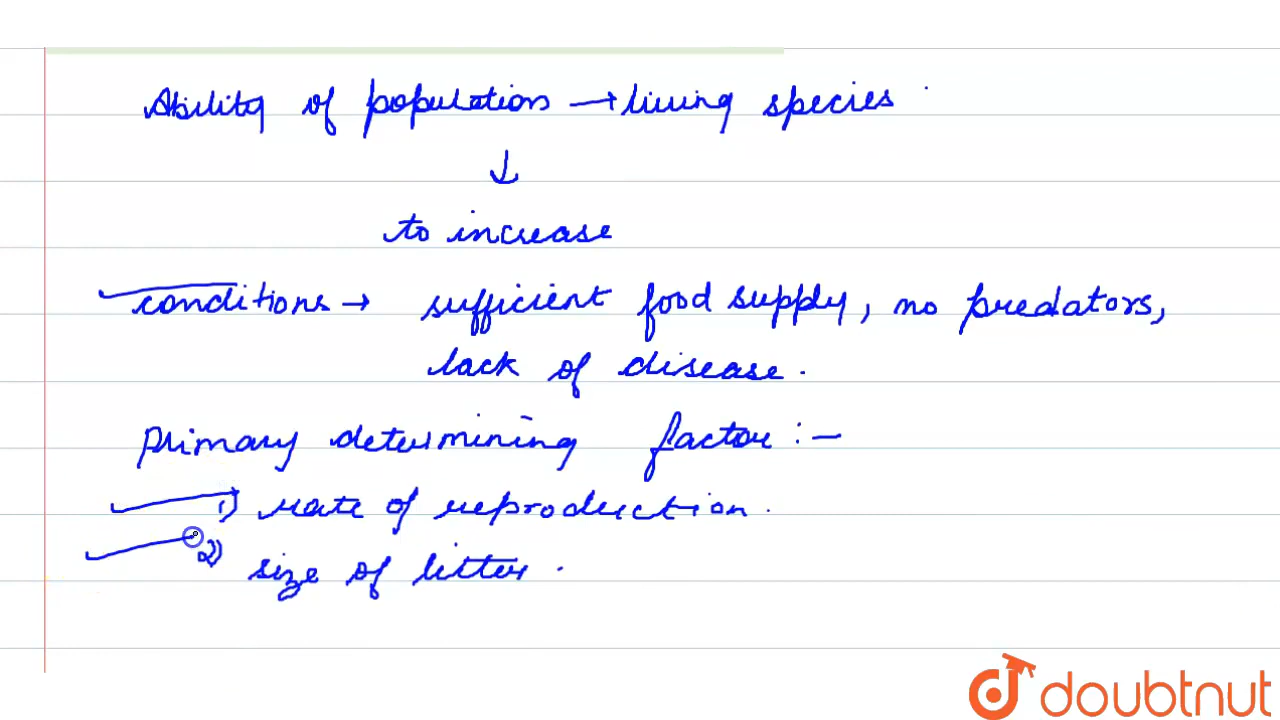 Ability of population → living species
↓
to increase
conditions → sufficient food supply, no predators,
lack of disease.
Primary determining factor :-
1) rate of reproduction.
2) size of litter.
doubtnut